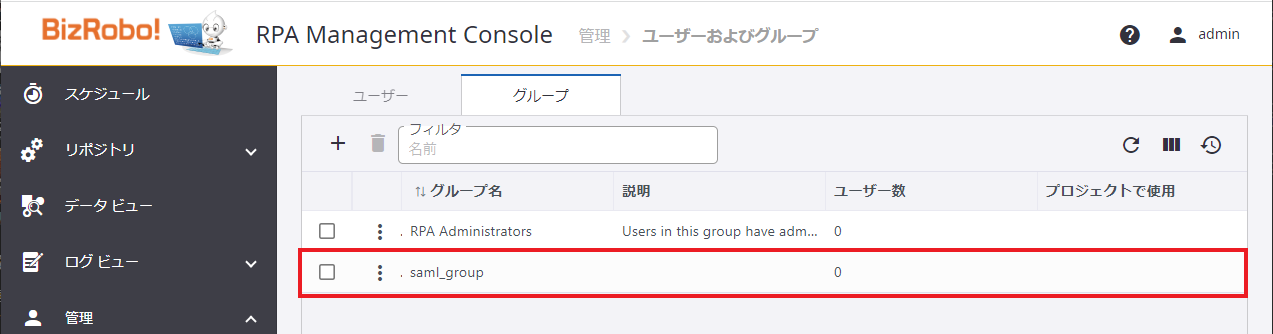 BizRobo!
RPA Management Console 管理 > ユーザーおよびグループ ? admin
スケジュール
リポジトリ
データ ビュー
ログ ビュー
管理
ユーザー グループ
フィルタ
名前
グループ名 説明 ユーザー数 プロジェクトで使用
RPA Administrators Users in this group have adm... 0
saml_group 0